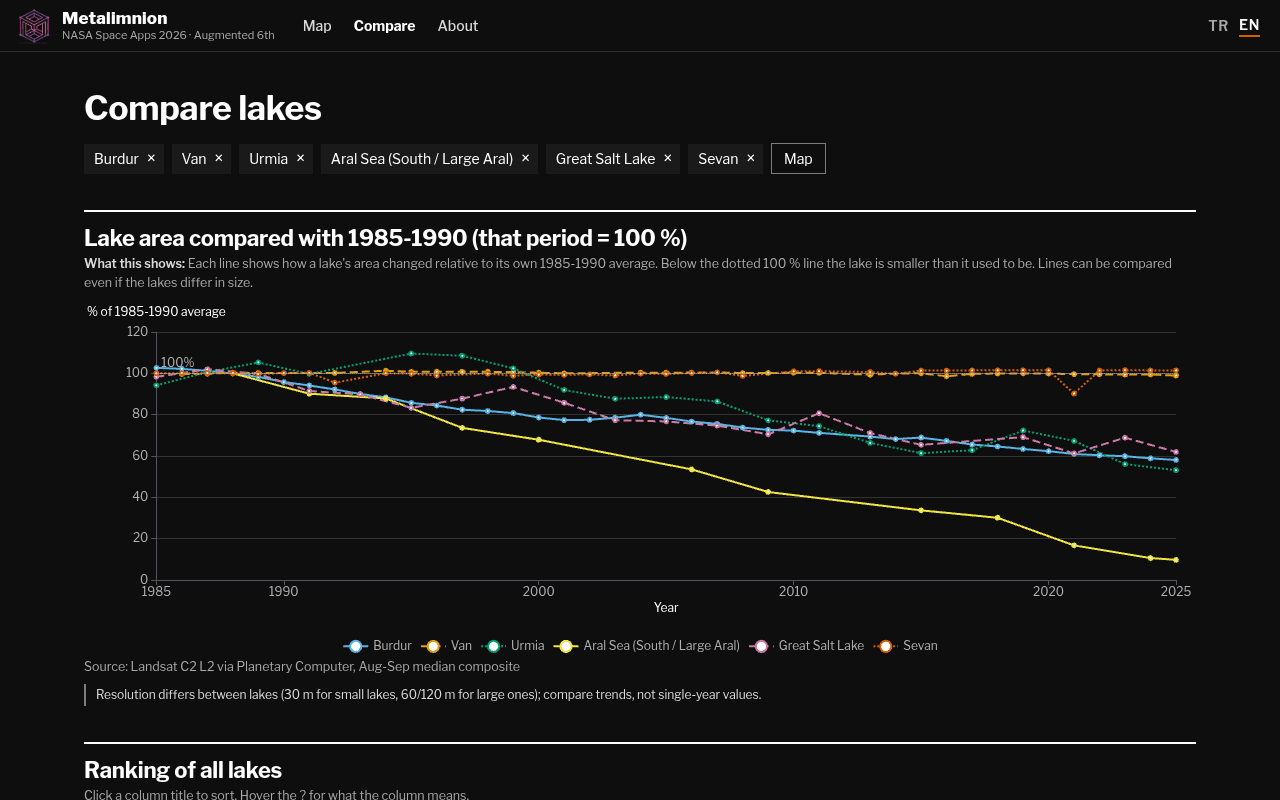 Metalimnion
NASA Space Apps 2026 · Augmented 6th
Map
Compare
About
TR
EN
Compare lakes
Burdur ×
Van ×
Urmia ×
Aral Sea (South / Large Aral) ×
Great Salt Lake ×
Sevan ×
Map
Lake area compared with 1985-1990 (that period = 100 %)
What this shows: Each line shows how a lake's area changed relative to its own 1985-1990 average. Below the dotted 100 % line the lake is smaller than it used to be. Lines can be compared
even if the lakes differ in size.
% of 1985-1990 average
120
100
80
60
40
20
0
100%
1985
1990
2000
2010
2020
2025
Year
Burdur
Van
Urmia
Aral Sea (South / Large Aral)
Great Salt Lake
Sevan
Source: Landsat C2 L2 via Planetary Computer, Aug-Sep median composite
Resolution differs between lakes (30 m for small lakes, 60/120 m for large ones); compare trends, not single-year values.
Ranking of all lakes
Click a column title to sort. Hover the ? for what the column means.